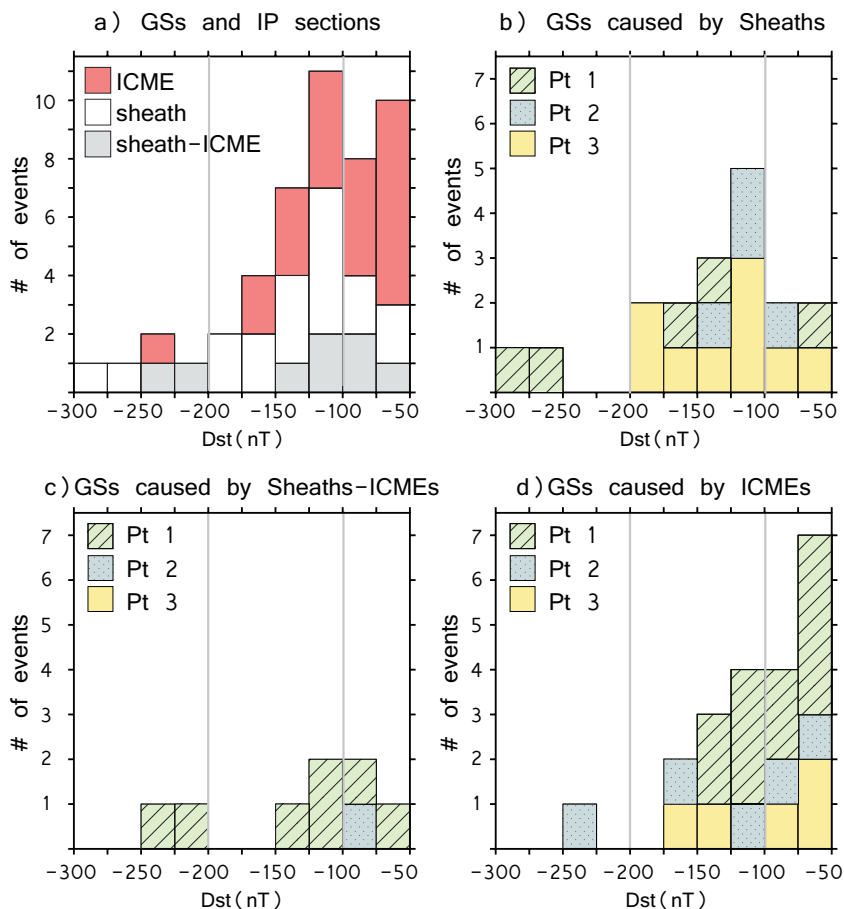 a) GSs and IP sections
ICME
sheath
sheath-ICME
10
8
6
4
2
# of events
-300 -250 -200 -150 -100 -50
Dst(nT)
b) GSs caused by Sheaths
Pt 1
Pt 2
Pt 3
7
6
5
4
3
2
1
# of events
-300 -250 -200 -150 -100 -50
Dst(nT)
c)GSs caused by Sheaths-ICMEs
Pt 1
Pt 2
Pt 3
7
6
5
4
3
2
1
# of events
-300 -250 -200 -150 -100 -50
Dst(nT)
d)GSs caused by ICMEs
Pt 1
Pt 2
Pt 3
7
6
5
4
3
2
1
# of events
-300 -250 -200 -150 -100 -50
Dst(nT)